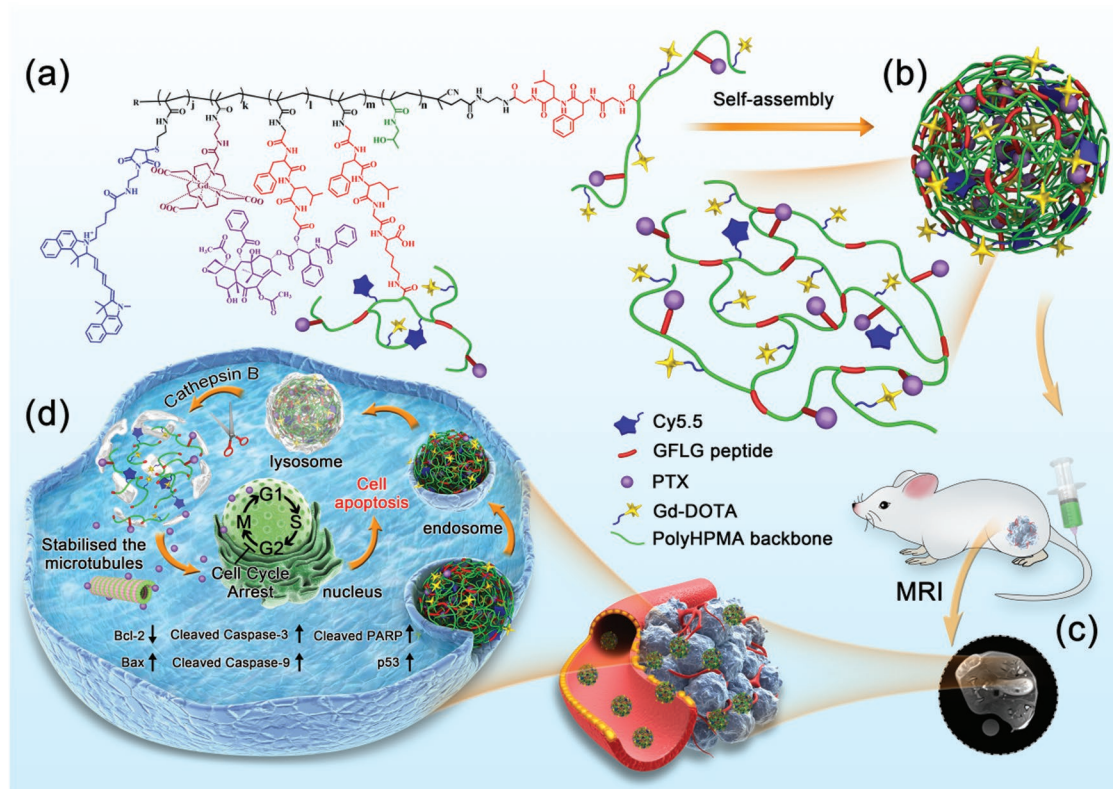 (a)
(b)
Self-assembly
Cy5.5
GFLG peptide
PTX
Gd-DOTA
PolyHPMA backbone
MRI
(c)
(d)
Cathepsin B
lysosome
Cell
apoptosis
endosome
G1
M
S
G2
Cell Cycle
Arrest
nucleus
Stabilised the
microtubules
Bcl-2 ↓ Cleaved Caspase-3 ↑ Cleaved PARP ↑
Bax ↑ Cleaved Caspase-9 ↑ p53 ↑